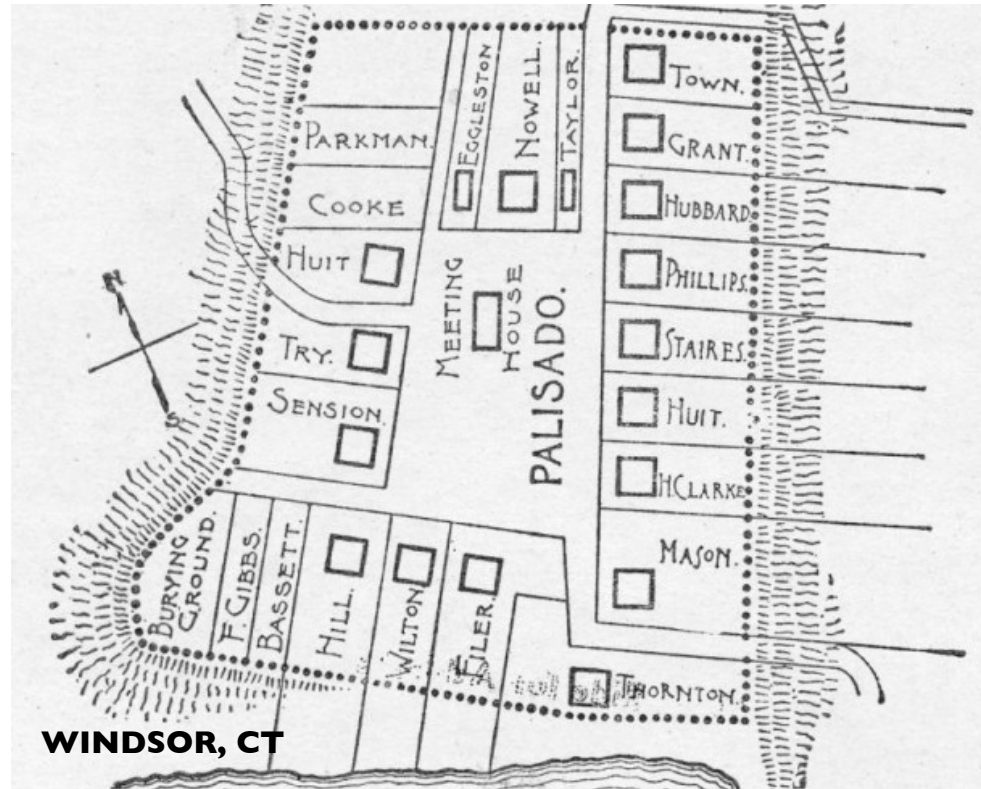 EGGLESTON
NOWELL.
TAYLOR.
TOWN.
PARKMAN.
GRANT.
COOKE
HUBBARD
HUIT
MEETING
HOUSE
PALISADO.
PHILLIPS.
TRY.
STAIRES.
SENSION
HUIT.
H.CLARKE
BURYING
GROUND.
F. GIBBS.
BASSETT.
HILL.
WILTON
MASON.
THORNTON.
S
WINDSOR, CT